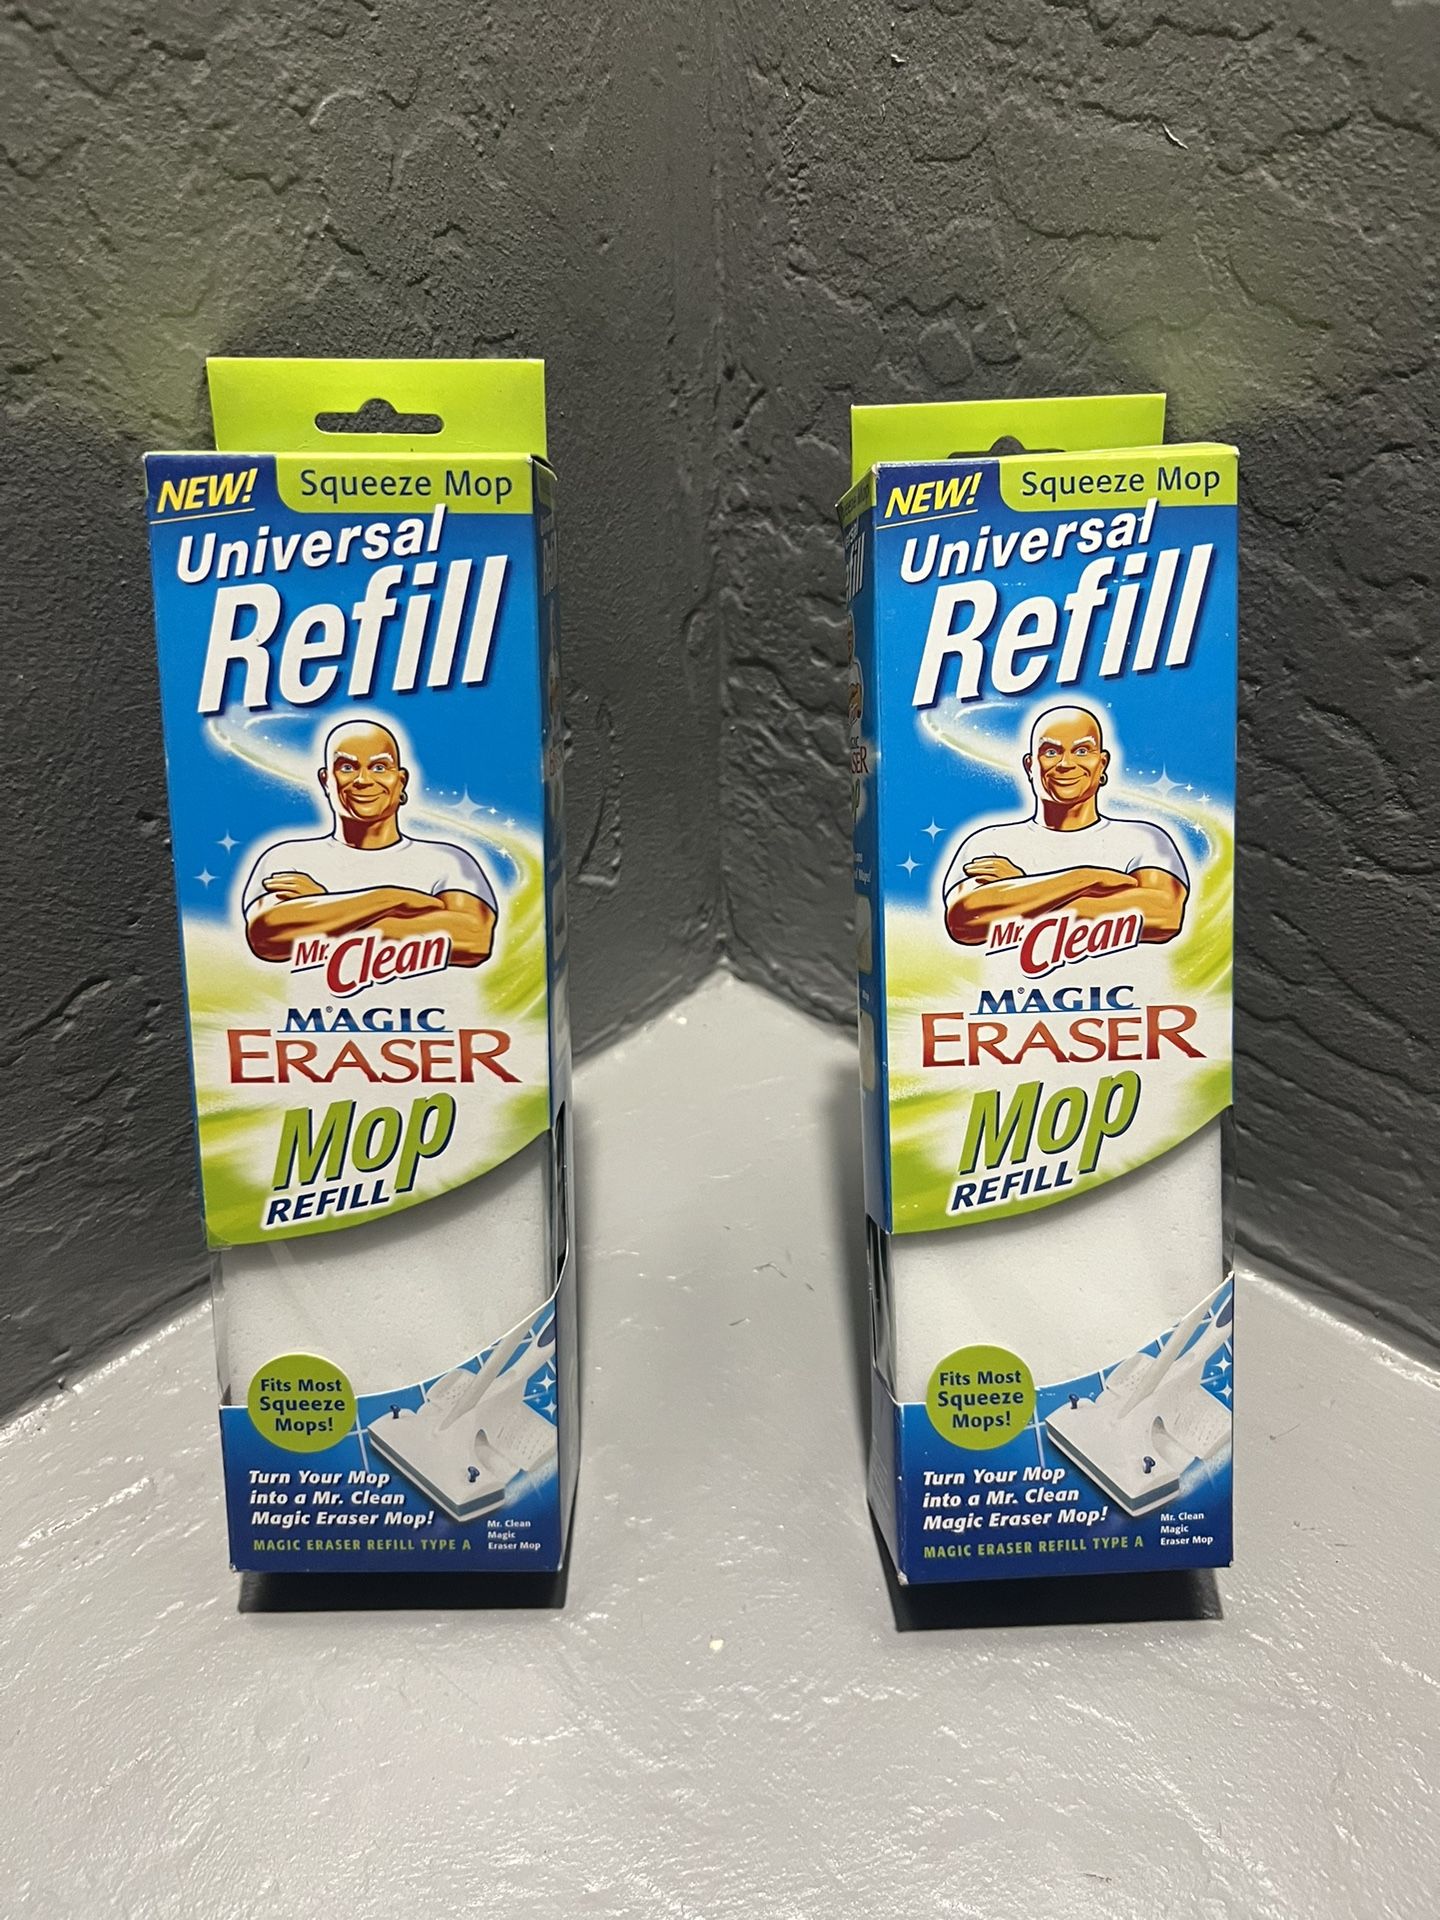 NEW!
Squeeze Mop
Universal
Refill
Mr. Clean
MAGIC®
ERASER
Mop
REFILL
Fits Most
Squeeze
Mops!
Turn Your Mop
into a Mr. Clean
Magic Eraser Mop!
MAGIC ERASER REFILL TYPE A
Mr. Clean
Magic
Eraser Mop
NEW!
Squeeze Mop
Universal
Refill
Mr. Clean
MAGIC®
ERASER
Mop
REFILL
Fits Most
Squeeze
Mops!
Turn Your Mop
into a Mr. Clean
Magic Eraser Mop!
MAGIC ERASER REFILL TYPE A
Mr. Clean
Magic
Eraser Mop